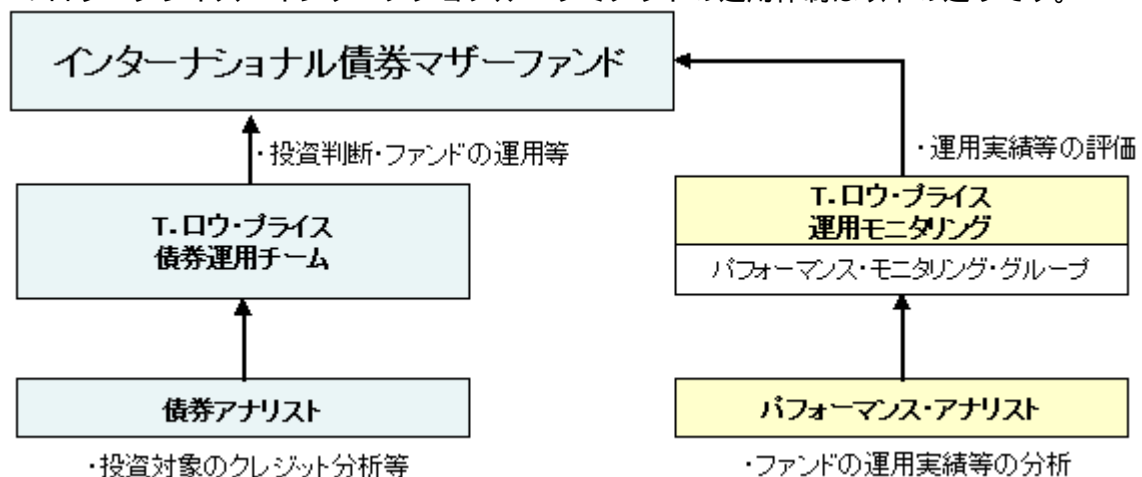 インターナショナル債券マザーファンド
・投資判断・ファンドの運用等
・運用実績等の評価
T.ロウ・プライス
債券運用チーム
T.ロウ・プライス
運用モニタリング
パフォーマンス・モニタリング・グループ
債券アナリスト
パフォーマンス・アナリスト
・投資対象のクレジット分析等
・ファンドの運用実績等の分析